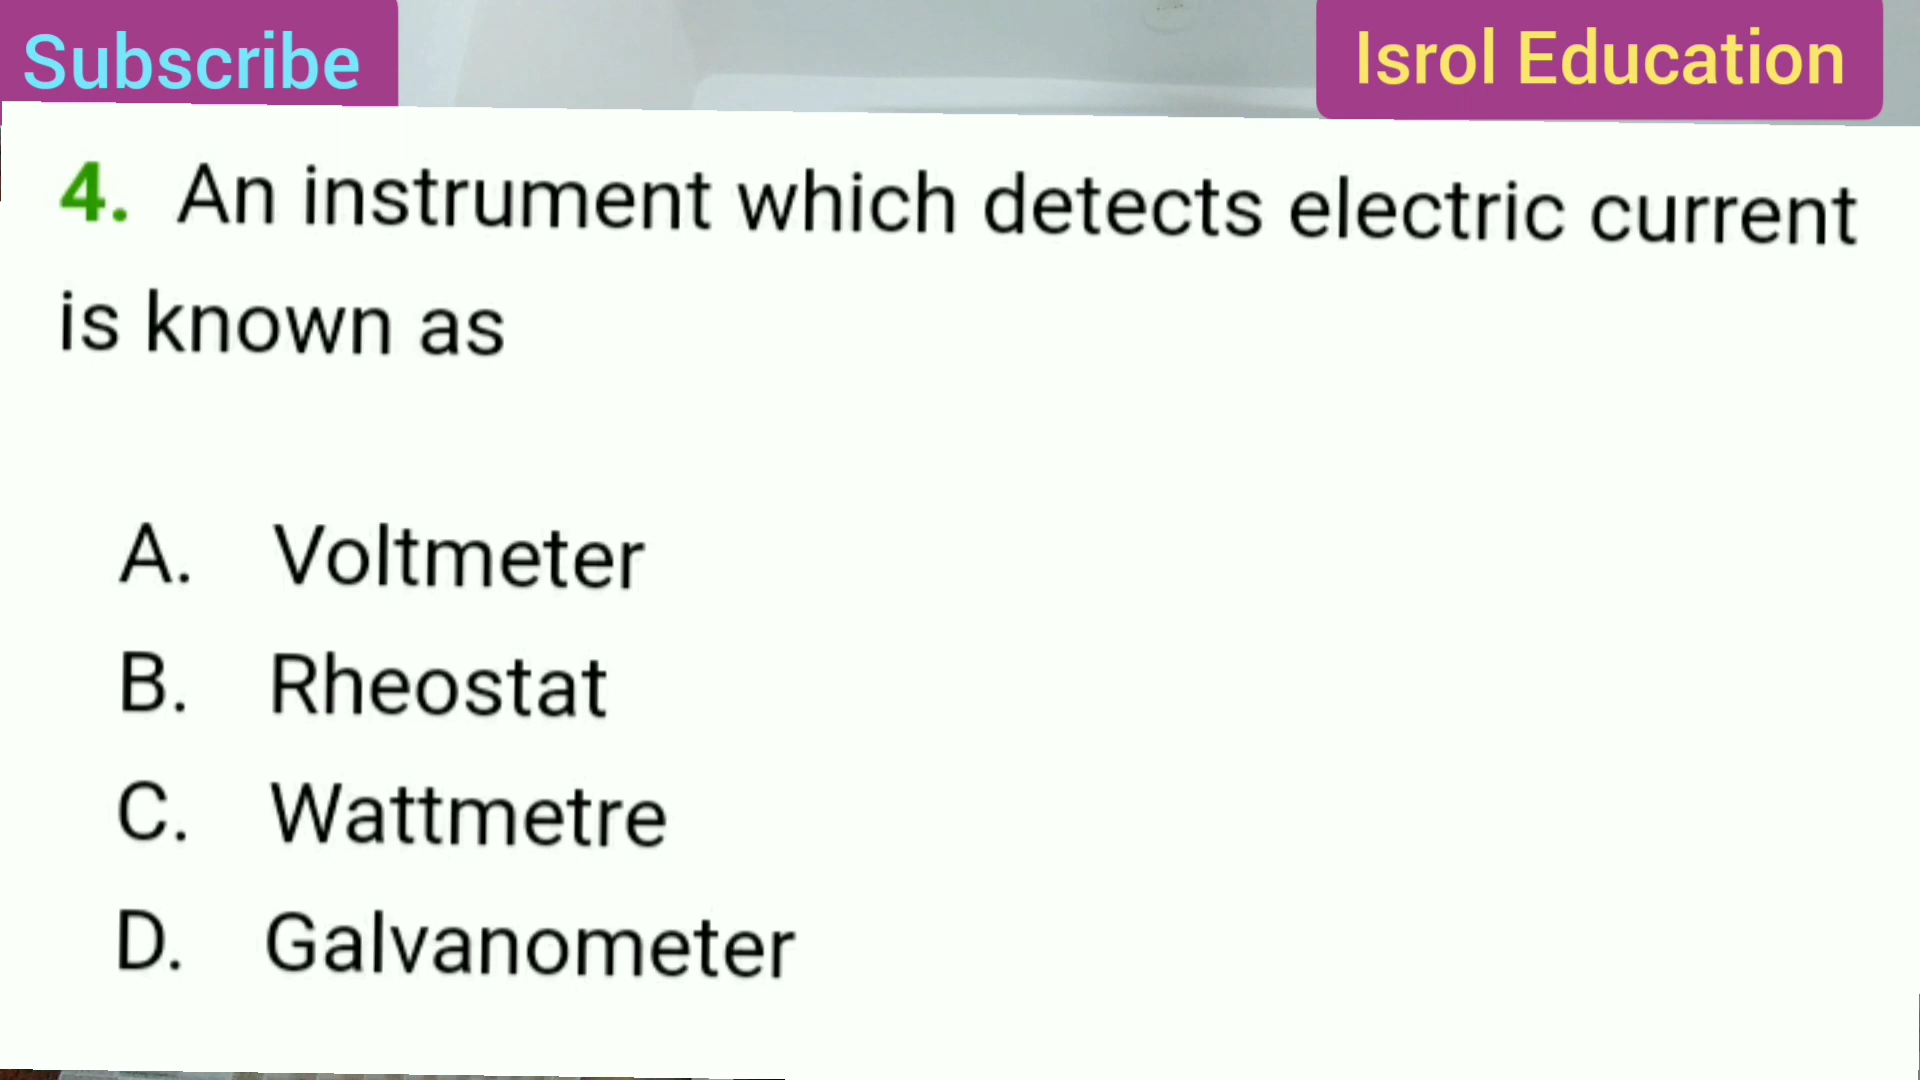 Subscribe
Isrol Education
4. An instrument which detects electric current
is known as
A. Voltmeter
B. Rheostat
C. Wattmetre
D. Galvanometer